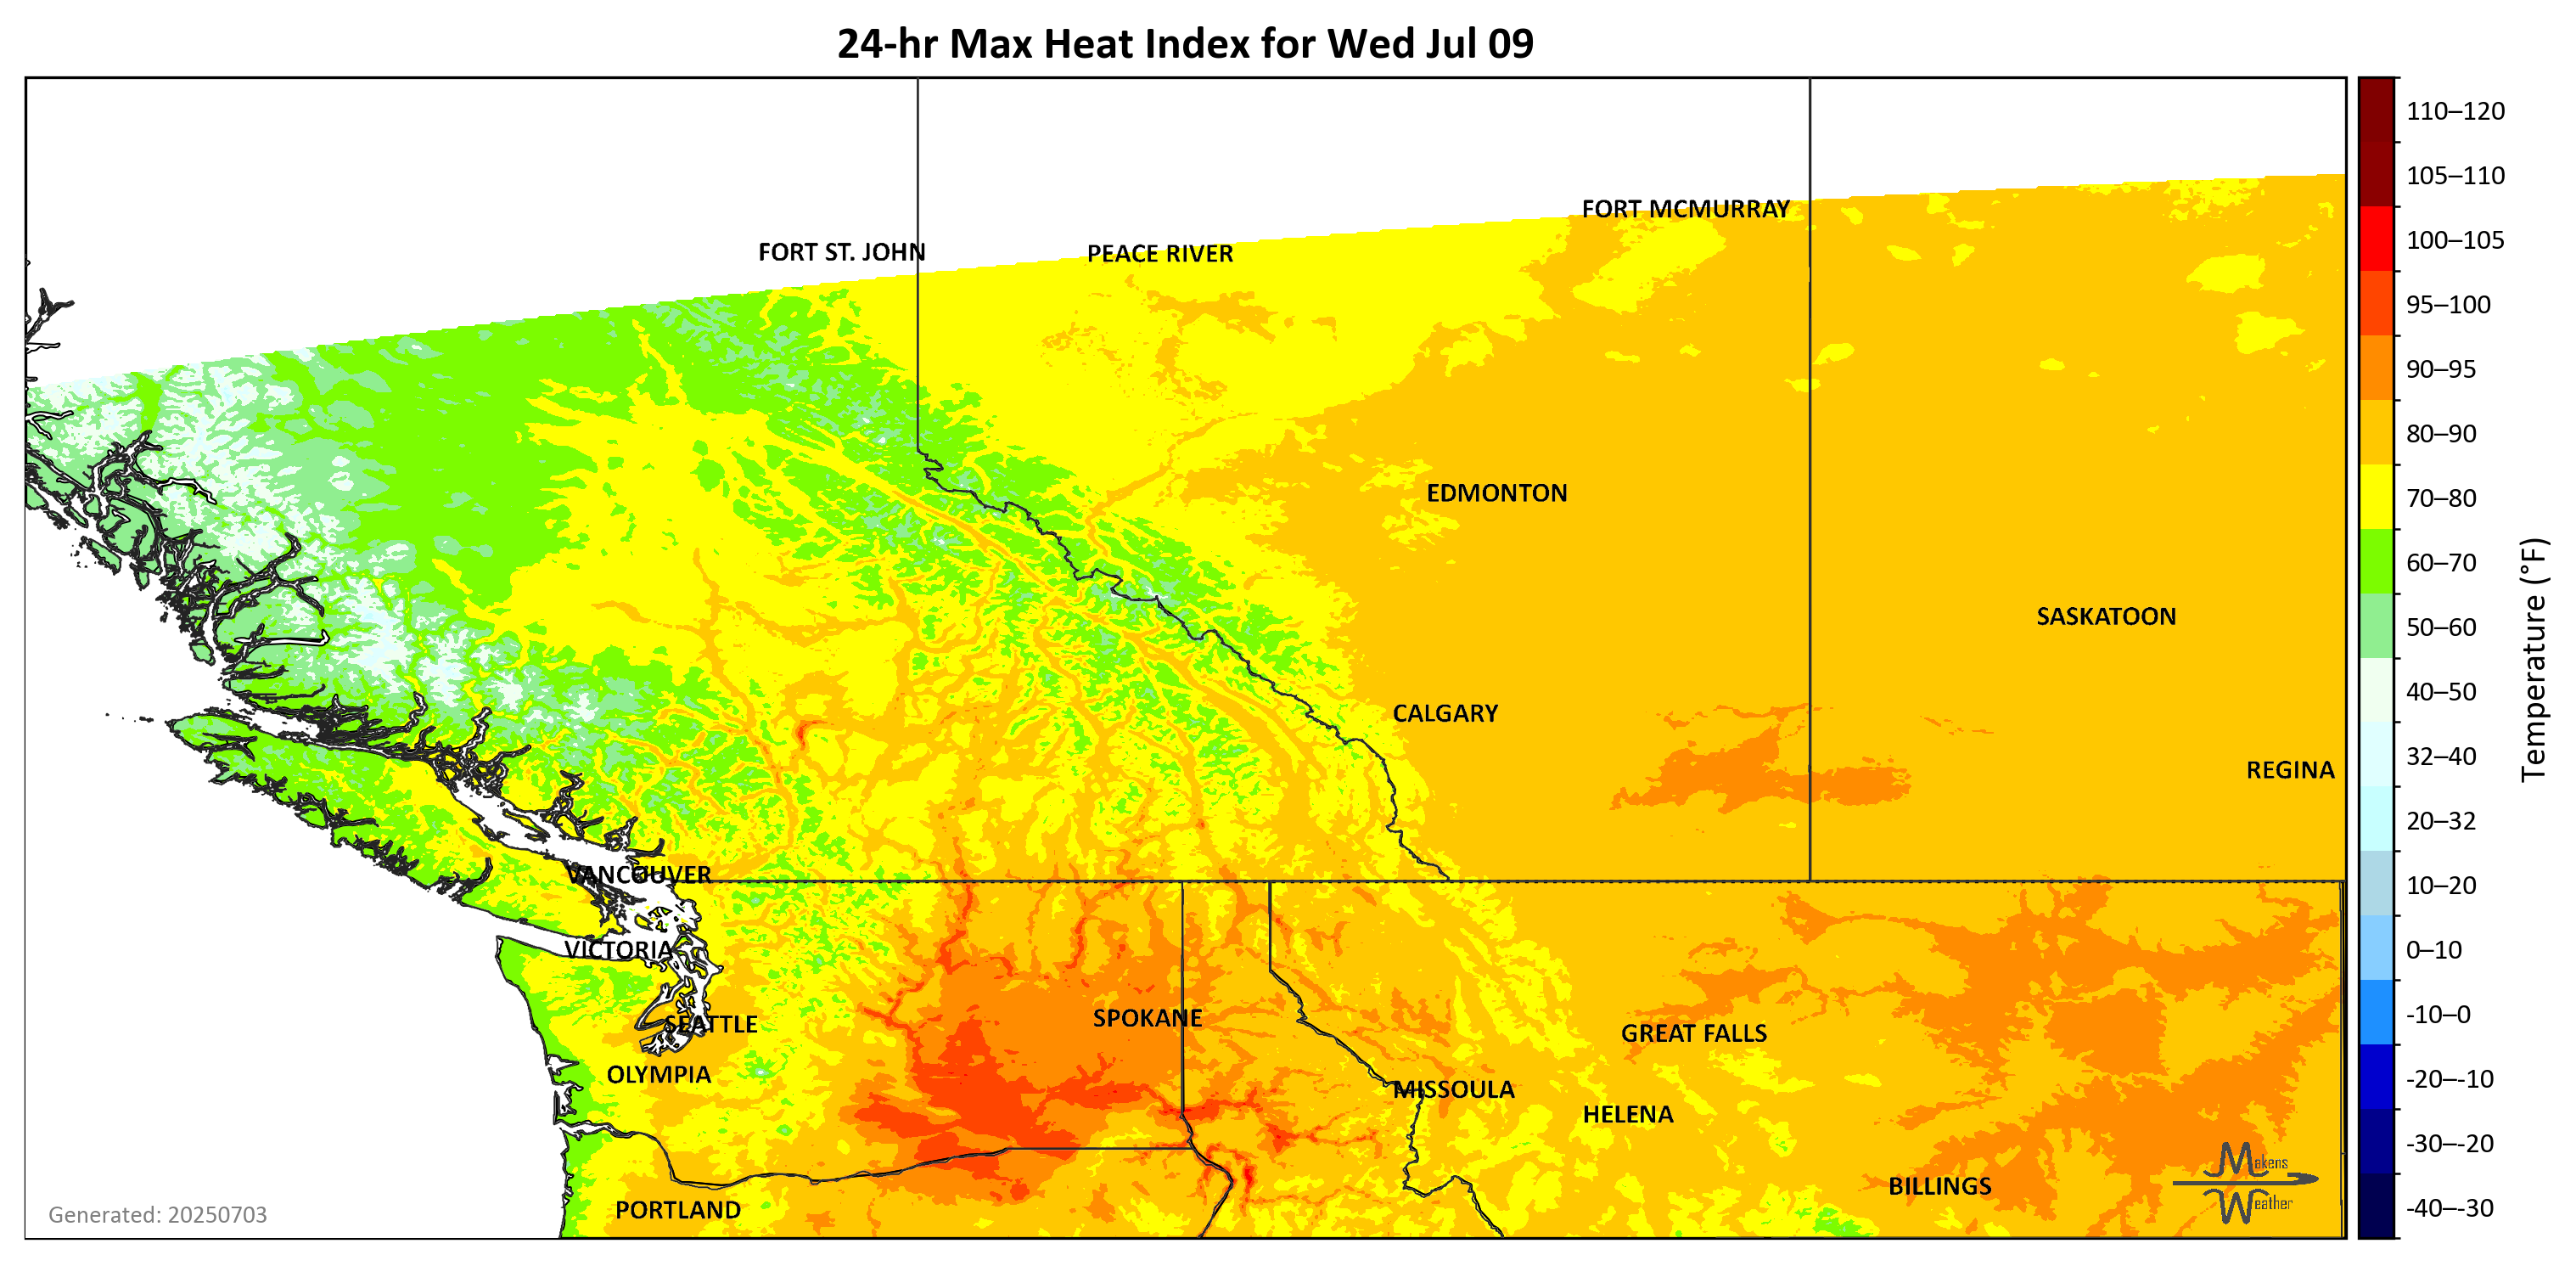 24-hr Max Heat Index for Wed Jul 09
FORT MCMURRAY
FORT ST. JOHN
PEACE RIVER
EDMONTON
SASKATOON
CALGARY
REGINA
VANCOUVER
VICTORIA
SPOKANE
SEATTLE
GREAT FALLS
OLYMPIA
MISSOULA
HELENA
BILLINGS
PORTLAND
Makens
Weather
Generated: 20250703
110–120
105–110
100–105
95–100
90–95
80–90
70–80
60–70
50–60
40–50
32–40
20–32
10–20
0–10
-10–0
-20–-10
-30–-20
-40–-30
Temperature (°F)